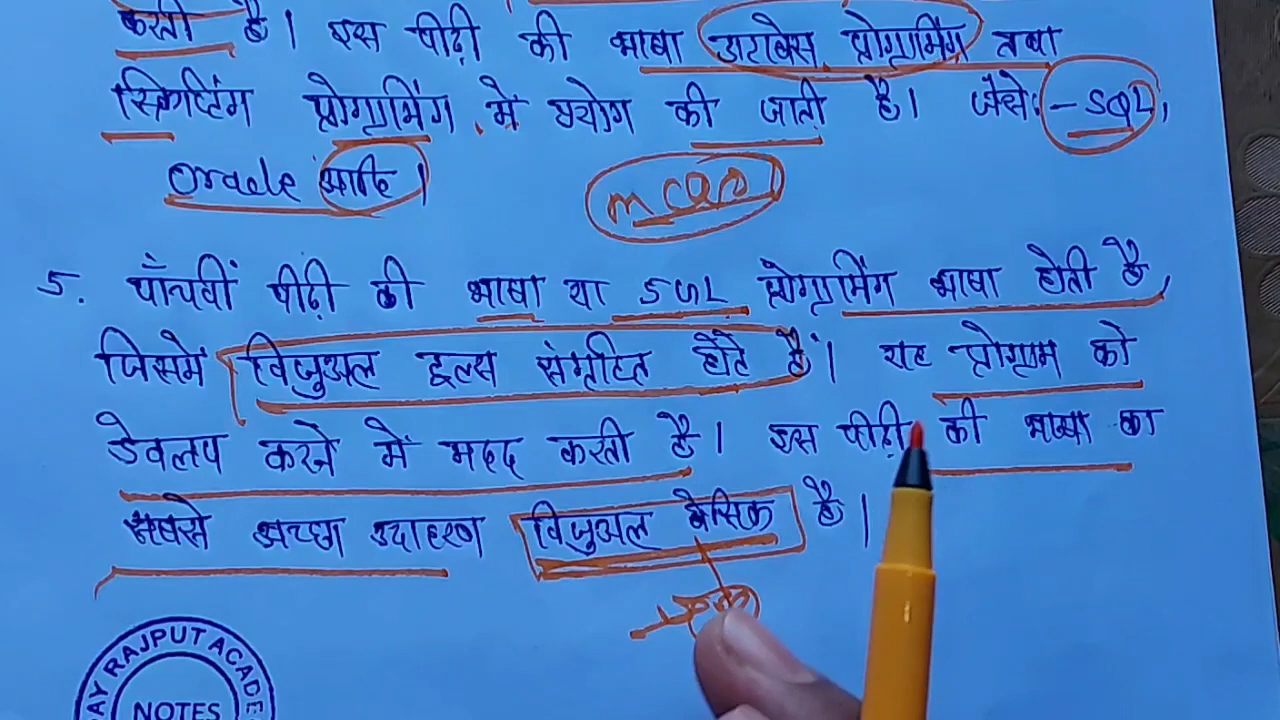 करती है। इस पीढ़ी की भाषा डाटाबेस प्रोग्रामिंग तथा
स्क्रिप्टिंग प्रोग्रामिंग में प्रयोग की जाती है। जैसे:- SQL,
Oracle आदि।
5. पाँचवीं पीढ़ी की भाषा या 5GL प्रोग्रामिंग भाषा होती है,
जिसमें विजुअल टूल्स संग्रहित होते हैं। यह प्रोग्राम को
डेवलप करने में मदद करती है। इस पीढ़ी की भाषा का
सबसे अच्छा उदाहरण विजुअल बेसिक है।
RAJPUT
NOTES